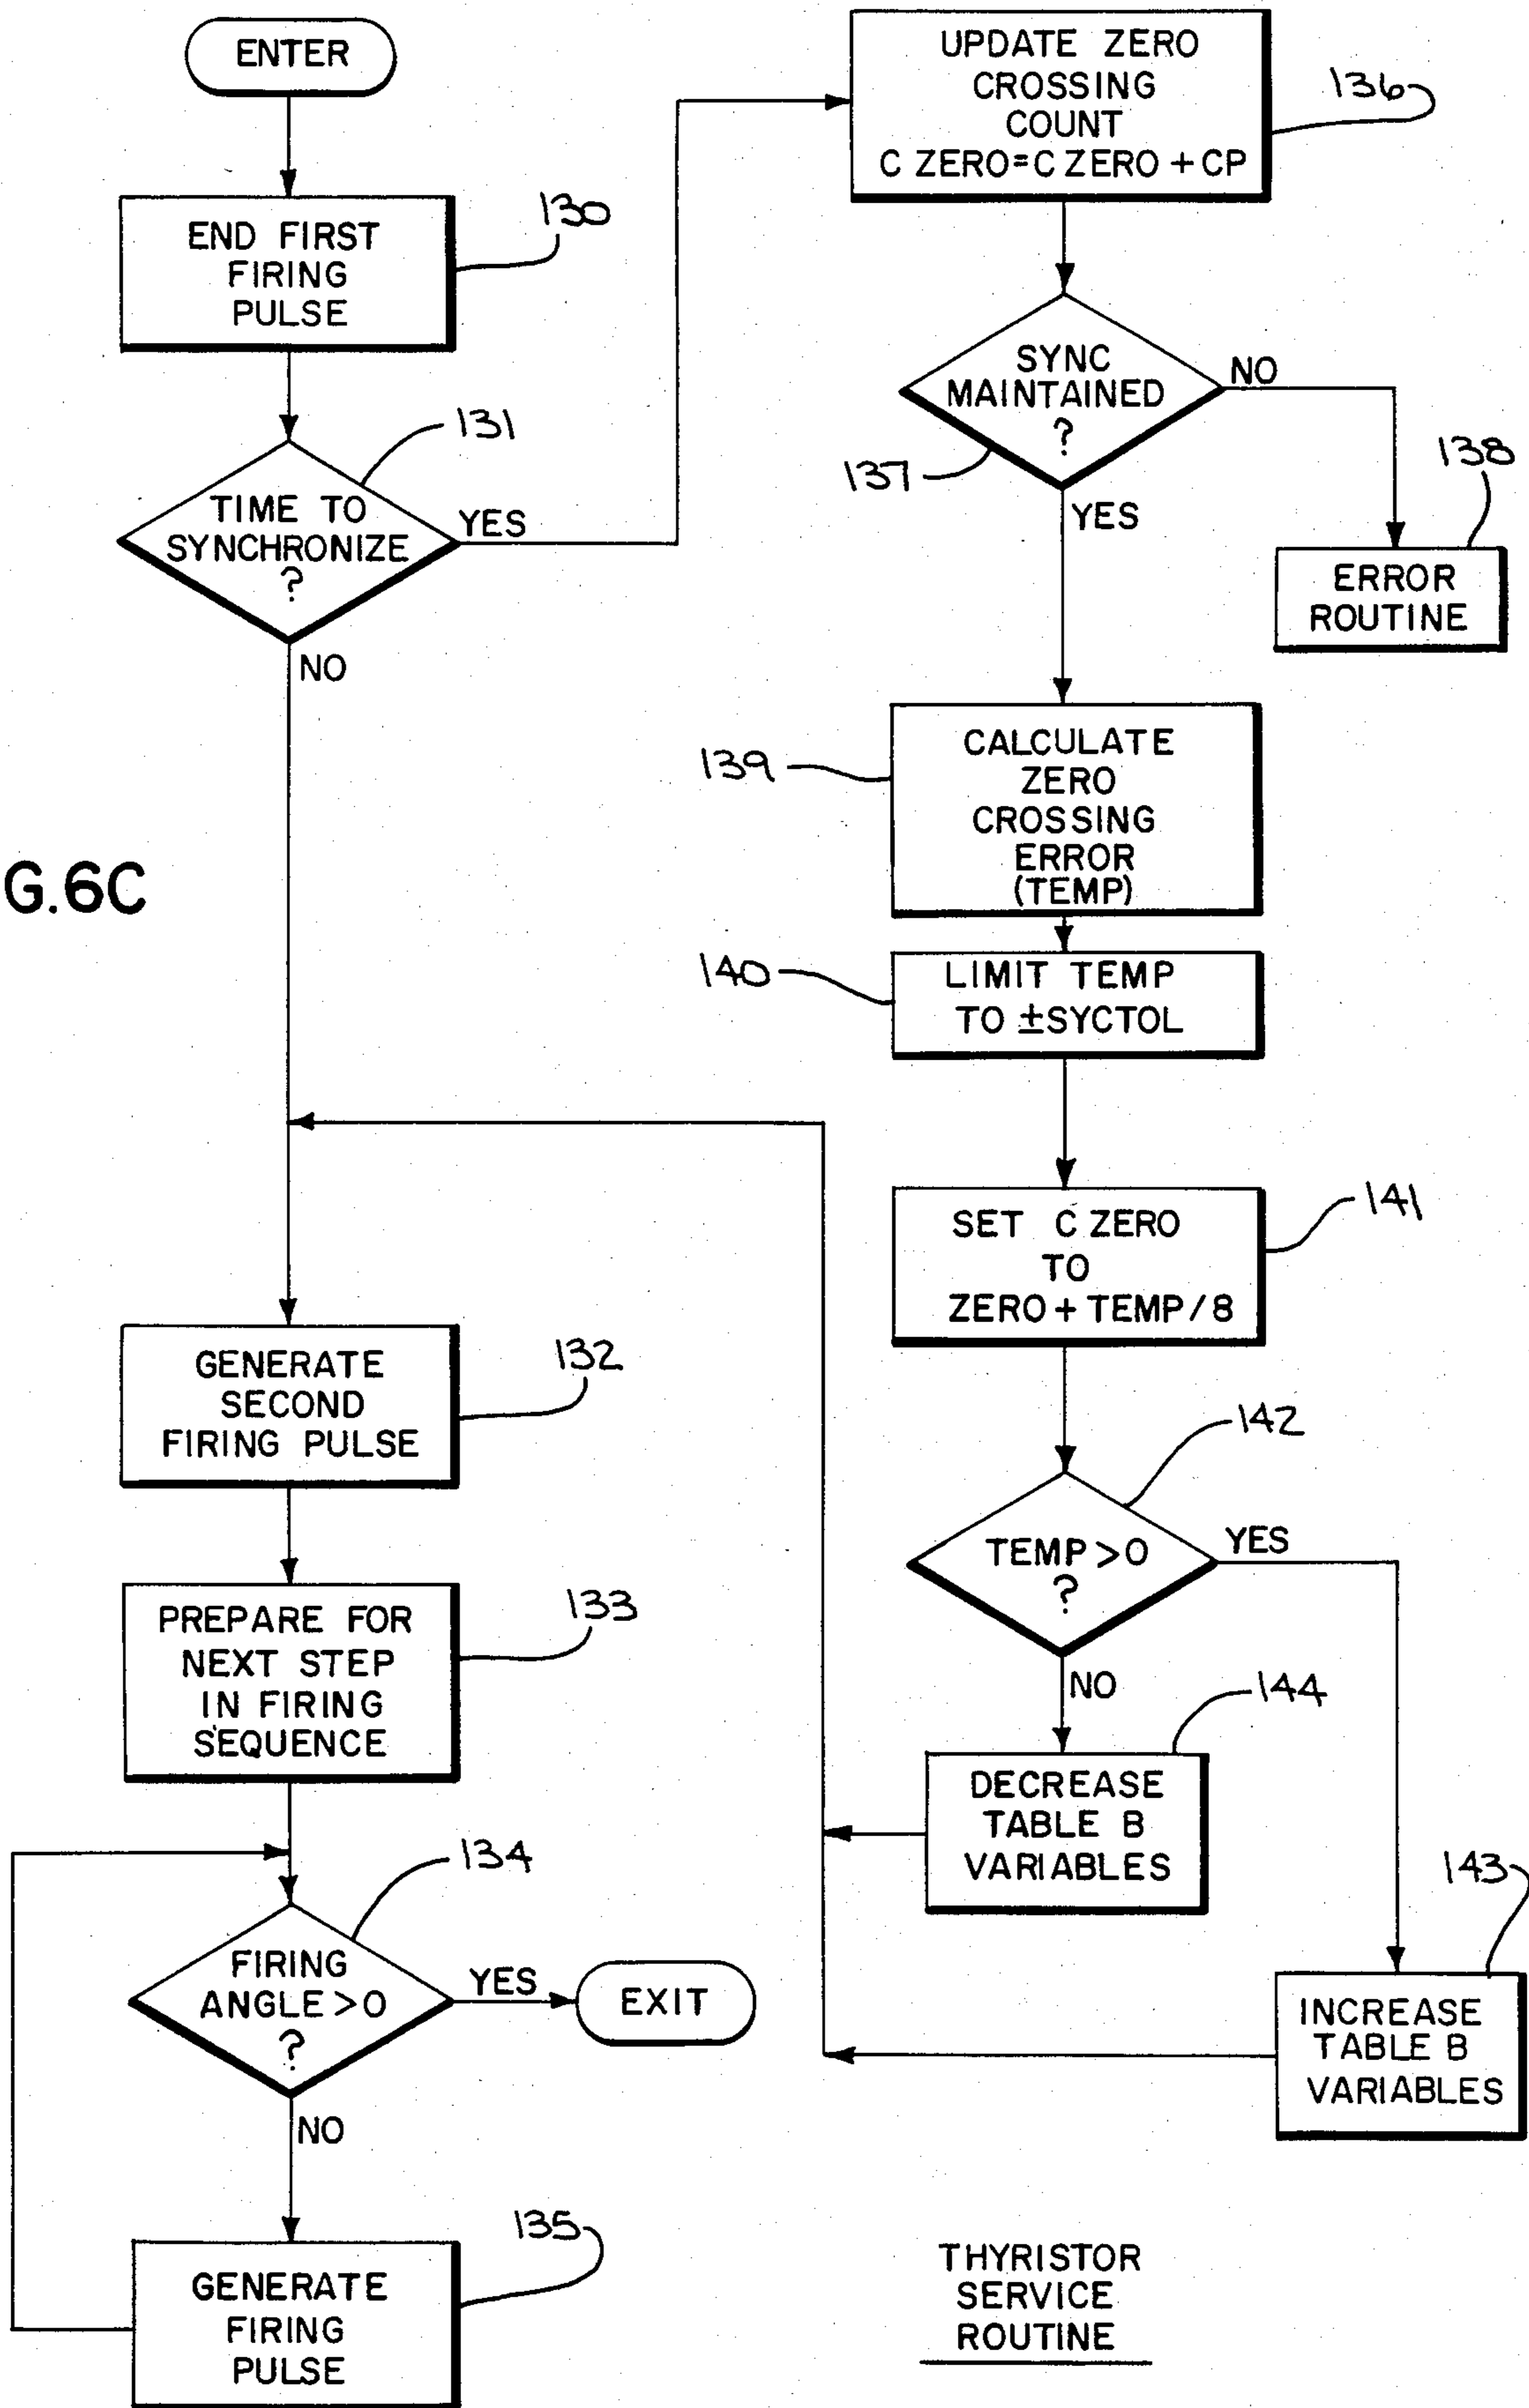 ENTER
END FIRST
FIRING
PULSE
130
TIME TO
SYNCHRONIZE
?
131
YES
NO
G.6C
GENERATE
SECOND
FIRING PULSE
132
PREPARE FOR
NEXT STEP
IN FIRING
SEQUENCE
133
FIRING
ANGLE>0
?
134
YES
EXIT
NO
GENERATE
FIRING
PULSE
135
UPDATE ZERO
CROSSING
COUNT
C ZERO=C ZERO + CP
136
SYNC
MAINTAINED
?
137
NO
138
ERROR
ROUTINE
YES
CALCULATE
ZERO
CROSSING
ERROR
(TEMP)
139
LIMIT TEMP
TO ±SYCTOL
140
SET C ZERO
TO
ZERO + TEMP/8
141
TEMP>0
?
142
YES
NO
144
DECREASE
TABLE B
VARIABLES
143
INCREASE
TABLE B
VARIABLES
THYRISTOR
SERVICE
ROUTINE